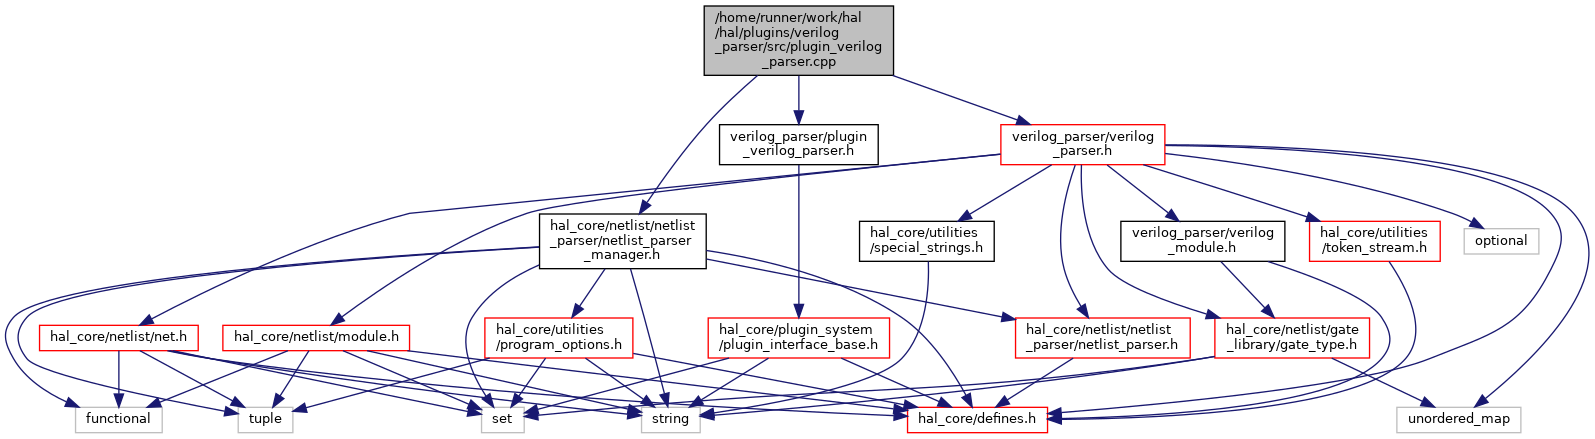 /home/runner/work/hal
/hal/plugins/verilog
_parser/src/plugin_verilog
_parser.cpp
verilog_parser/plugin
_verilog_parser.h
verilog_parser/verilog
_parser.h
hal_core/netlist/netlist
_parser/netlist_parser
_manager.h
hal_core/utilities
/special_strings.h
verilog_parser/verilog
_module.h
hal_core/utilities
/token_stream.h
optional
hal_core/netlist/net.h
hal_core/netlist/module.h
hal_core/utilities
/program_options.h
hal_core/plugin_system
/plugin_interface_base.h
hal_core/netlist/netlist
_parser/netlist_parser.h
hal_core/netlist/gate
_library/gate_type.h
functional
tuple
set
string
hal_core/defines.h
unordered_map